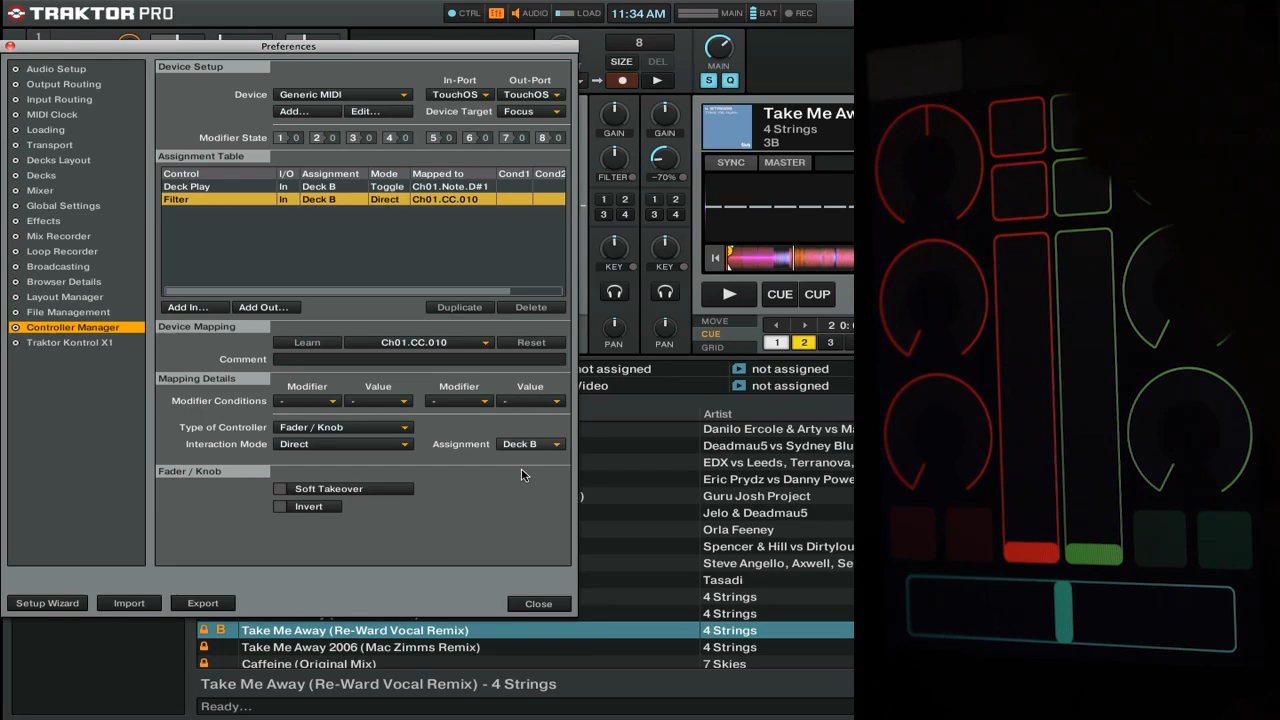 TRAKTOR PRO
CTRL AUDIO LOAD 11:34 AM MAIN BAT REC
Preferences
Audio Setup
Output Routing
Input Routing
MIDI Clock
Loading
Transport
Decks Layout
Decks
Mixer
Global Settings
Effects
Mix Recorder
Loop Recorder
Broadcasting
Browser Details
Layout Manager
File Management
Controller Manager
Traktor Kontrol X1
Device Setup
In-Port Out-Port
Device Generic MIDI TouchOS TouchOS
Add... Edit... Device Target Focus
Modifier State 1 0 2 0 3 0 4 0 5 0 6 0 7 0 8 0
Assignment Table
Control I/O Assignment Mode Mapped to Cond1 Cond2
Deck Play In Deck B Toggle Ch01.Note.D#1
Filter In Deck B Direct Ch01.CC.010
Add In... Add Out... Duplicate Delete
Device Mapping
Learn Ch01.CC.010 Reset
Comment
Mapping Details
Modifier Value Modifier Value
Modifier Conditions - - - -
Type of Controller Fader / Knob
Interaction Mode Direct Assignment Deck B
Fader / Knob
Soft Takeover
Invert
Setup Wizard Import Export Close
1
8
SIZE DEL
MAIN
S Q
GAIN GAIN
FILTER -70%
1 2 1 2
3 4 3 4
KEY KEY
PAN PAN
Take Me Aw
4 Strings
3B
SYNC MASTER
CUE CUP
MOVE
CUE
GRID
2 0:
1 2 3
not assigned not assigned
Video not assigned
Artist
Danilo Ercole & Arty vs Ma
Deadmau5 vs Sydney Blu
EDX vs Leeds, Terranova,
Eric Prydz vs Danny Powe
) Guru Josh Project
Jelo & Deadmau5
Orla Feeney
Spencer & Hill vs Dirtylou
Steve Angello, Axwell, Se
Tasadi
4 Strings
4 Strings
B Take Me Away (Re-Ward Vocal Remix) 4 Strings
Take Me Away 2006 (Mac Zimms Remix) 4 Strings
Caffeine (Original Mix) 7 Skies
Take Me Away (Re-Ward Vocal Remix) - 4 Strings
Ready...